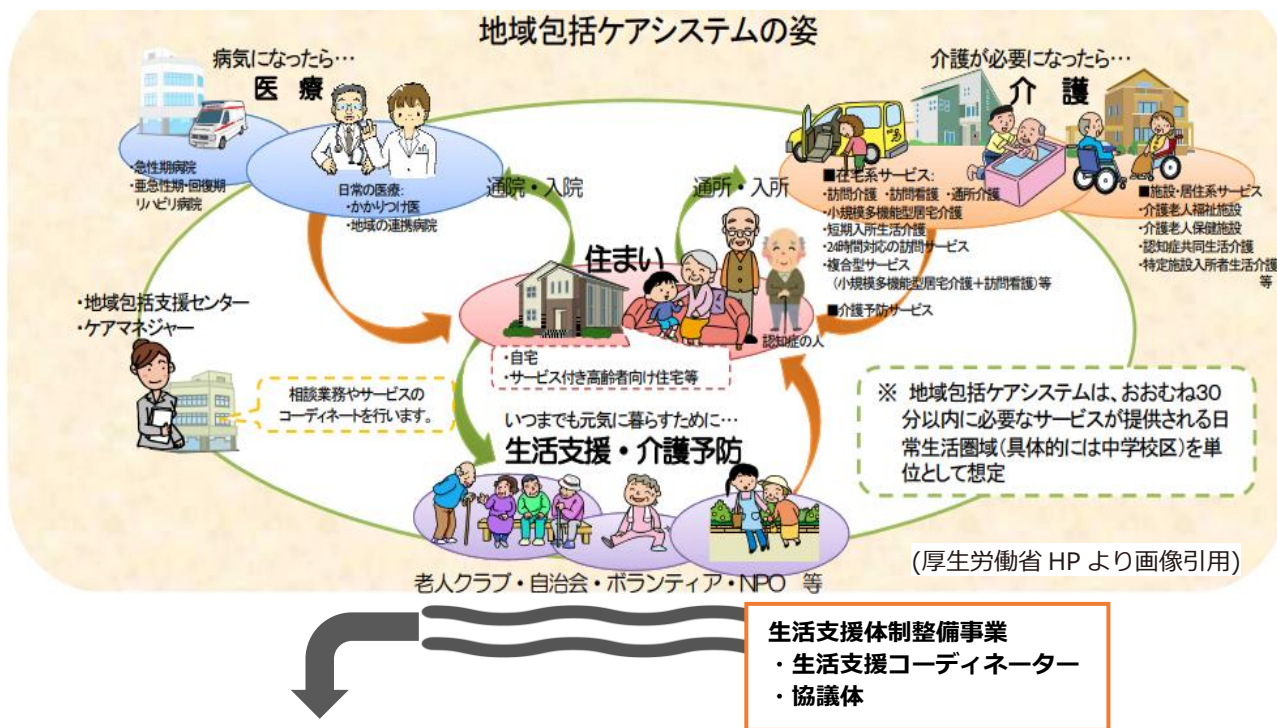 地域包括ケアシステムの姿
病気になったら…
医 療
・急性期病院
・亜急性期・回復期
リハビリ病院
日常の医療:
・かかりつけ医
・地域の連携病院
通院・入院
通所・入所
介護が必要になったら…
介 護
■在宅系サービス:
・訪問介護 ・訪問看護 ・通所介護
・小規模多機能型居宅介護
・短期入所生活介護
・24時間対応の訪問サービス
・複合型サービス
(小規模多機能型居宅介護+訪問看護)等
■介護予防サービス
■施設・居住系サービス
・介護老人福祉施設
・介護老人保健施設
・認知症共同生活介護
・特定施設入所者生活介護
等
住まい
認知症の人
・自宅
・サービス付き高齢者向け住宅等
・地域包括支援センター
・ケアマネジャー
相談業務やサービスの
コーディネートを行います。
いつまでも元気に暮らすために…
生活支援・介護予防
老人クラブ・自治会・ボランティア・NPO 等
※ 地域包括ケアシステムは、おおむね30
分以内に必要なサービスが提供される日
常生活圏域(具体的には中学校区)を単
位として想定
(厚生労働省 HP より画像引用)
生活支援体制整備事業
・生活支援コーディネーター
・協議体